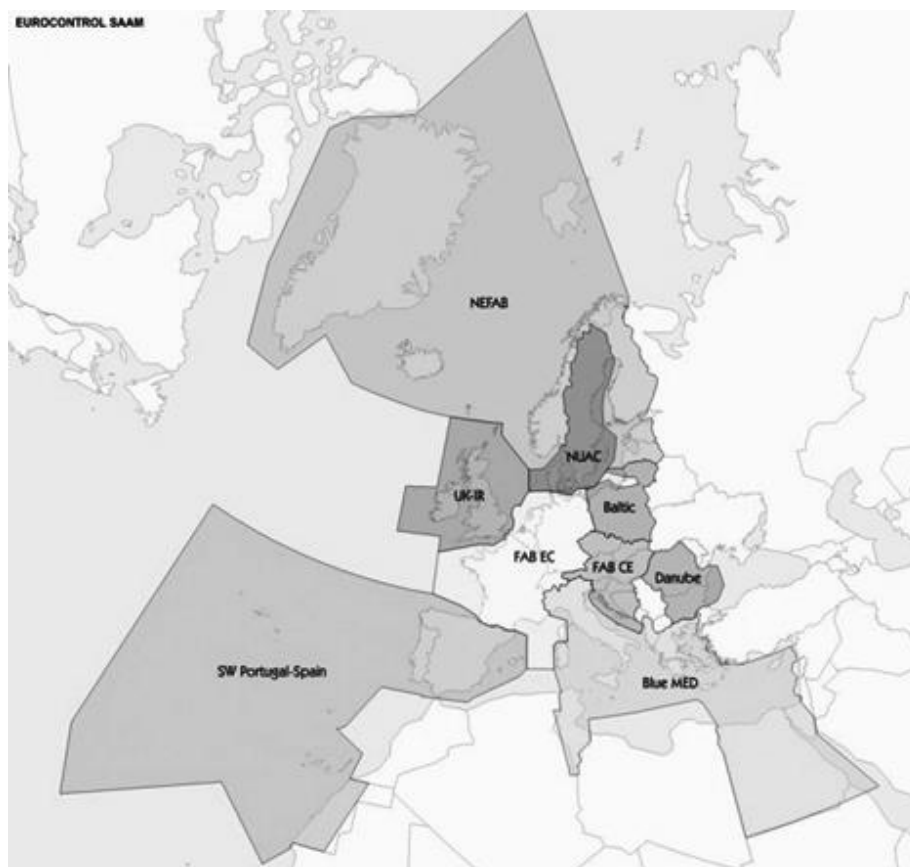 EUROCONTROL SAAM
NEFAB
NUAC
UK-IR
Baltic
FAB EC
FAB CE
Danube
SW Portugal-Spain
Blue MED